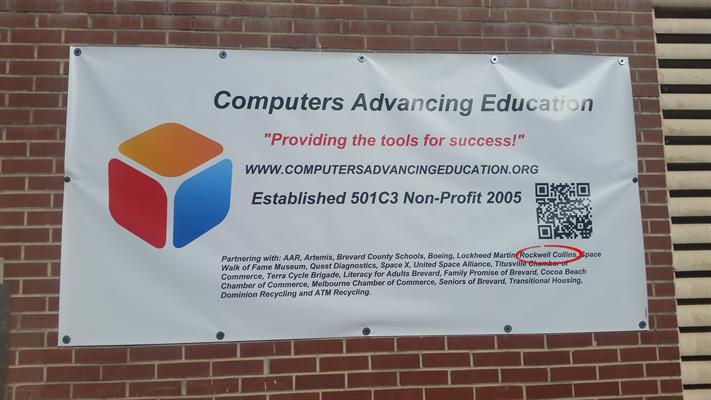 Computers Advancing Education
"Providing the tools for success!"
WWW.COMPUTERSADVANCINGEDUCATION.ORG
Established 501C3 Non-Profit 2005
Partnering with: AAR, Artemis, Brevard County Schools, Boeing, Lockheed Martin, Rockwell Collins, Space
Walk of Fame Museum, Quest Diagnostics, Space X, United Space Alliance, Titusville Chamber of
Commerce, Terra Cycle Brigade, Literacy for Adults Brevard, Family Promise of Brevard, Cocoa Beach
Chamber of Commerce, Melbourne Chamber of Commerce, Seniors of Brevard, Transitional Housing,
Dominion Recycling and ATM Recycling.